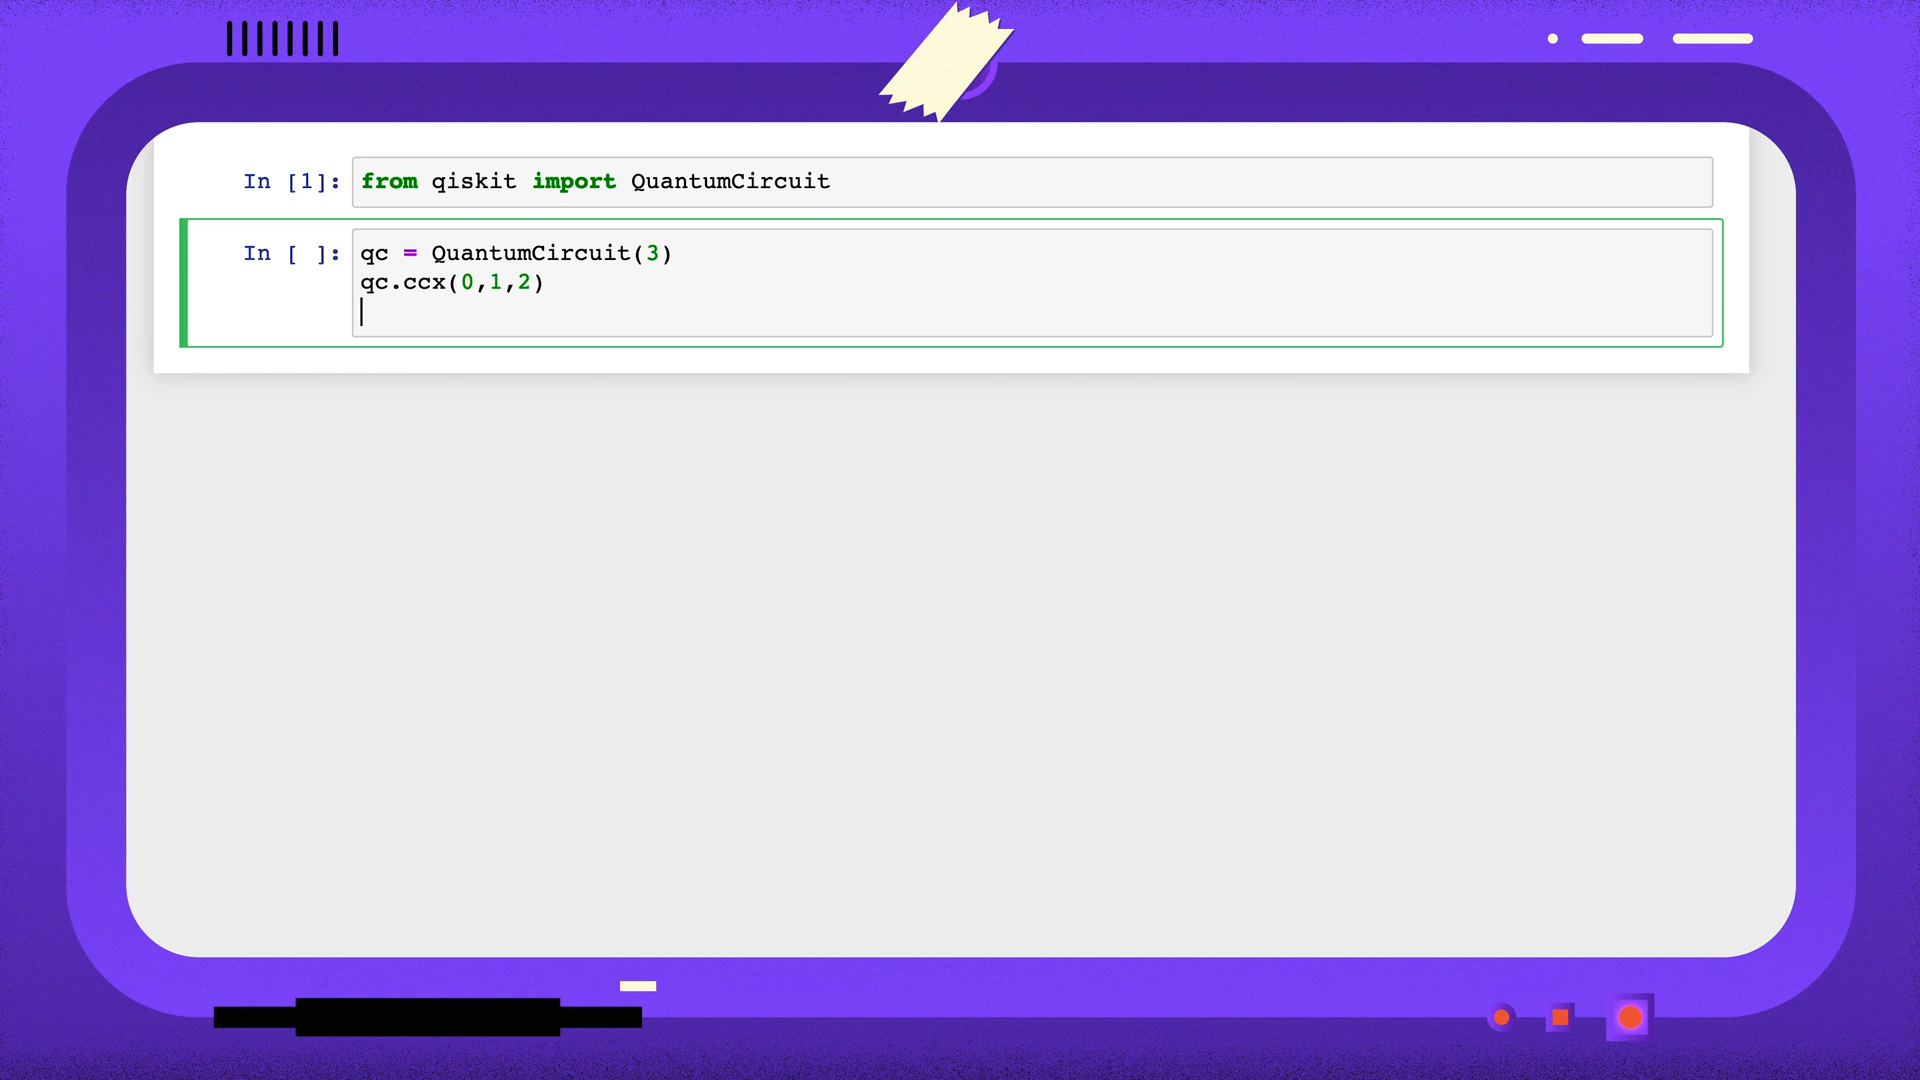 In [1]: from qiskit import QuantumCircuit
In [ ]: qc = QuantumCircuit(3)
qc.ccx(0,1,2)